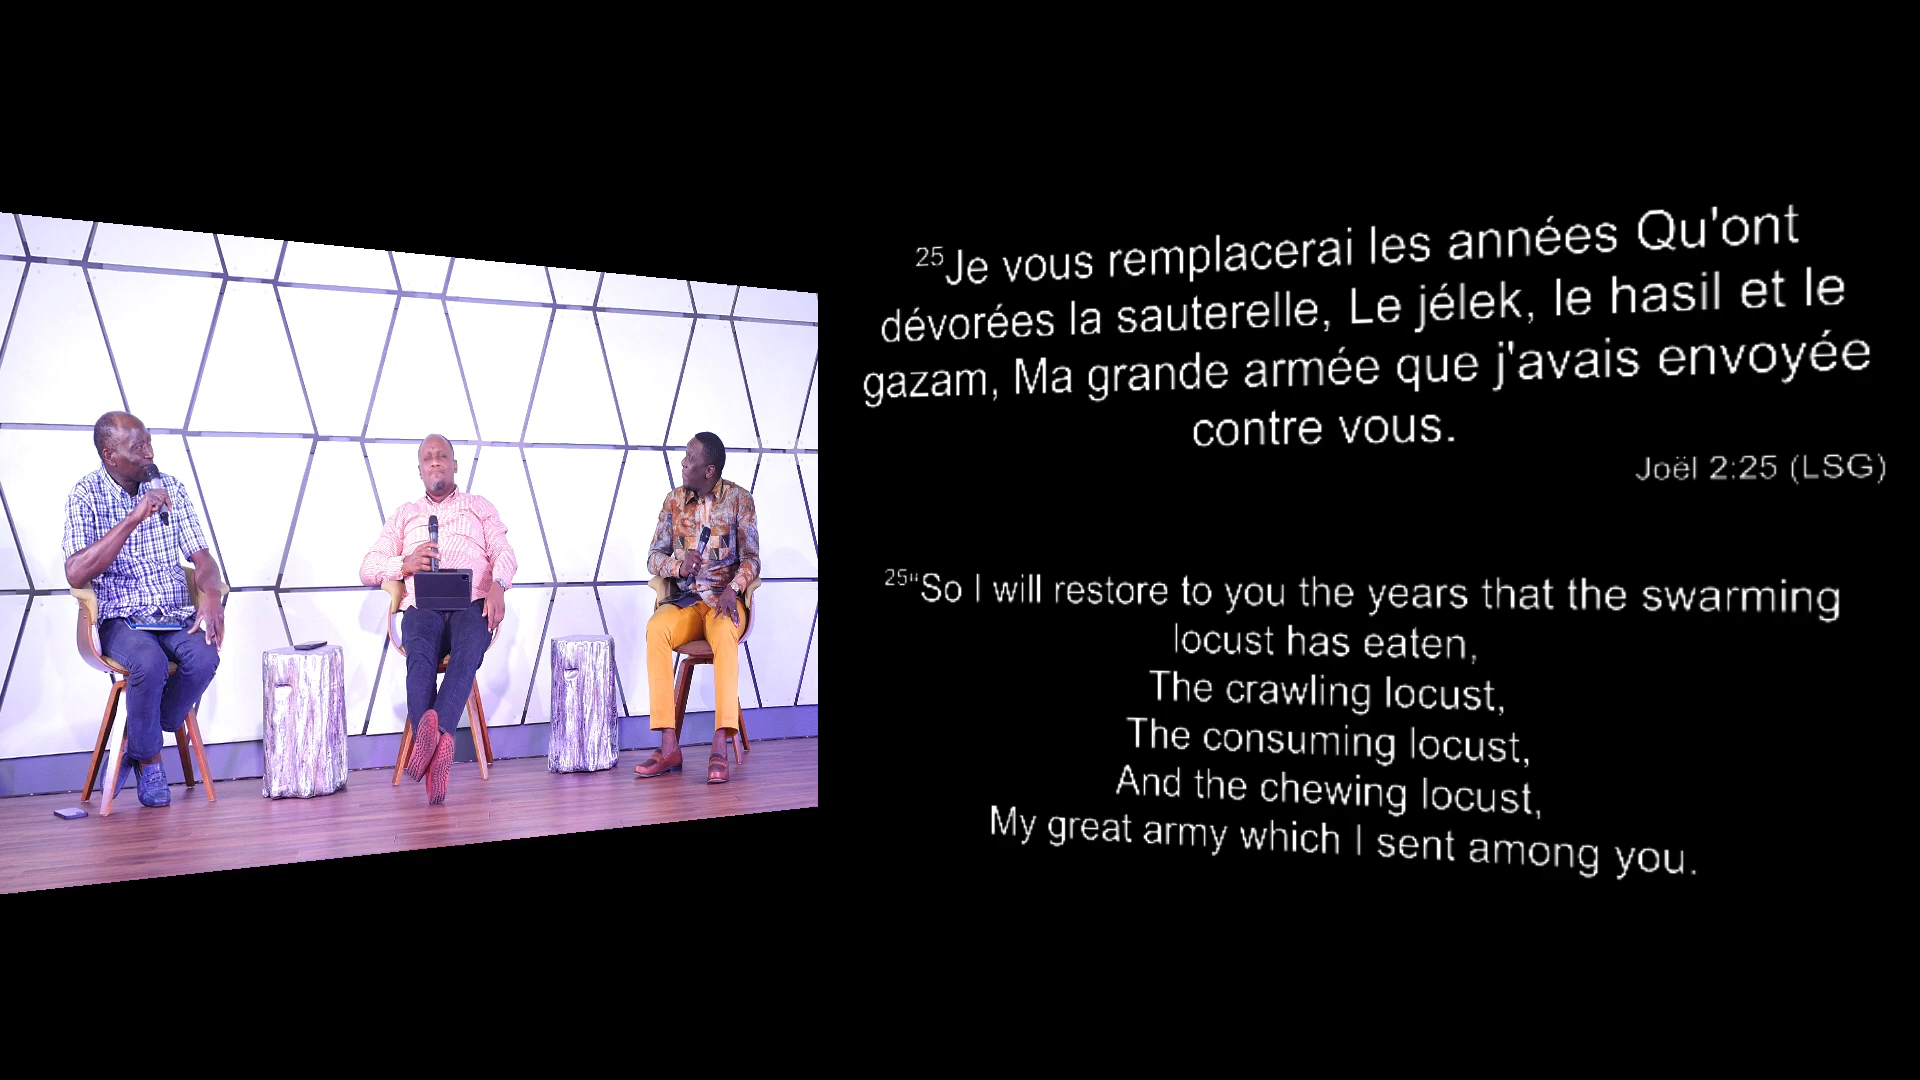 25Je vous remplacerai les années Qu'ont
dévorées la sauterelle, Le jélek, le hasil et le
gazam, Ma grande armée que j'avais envoyée
contre vous.
Joël 2:25 (LSG)
25“So I will restore to you the years that the swarming
locust has eaten,
The crawling locust,
The consuming locust,
And the chewing locust,
My great army which I sent among you.